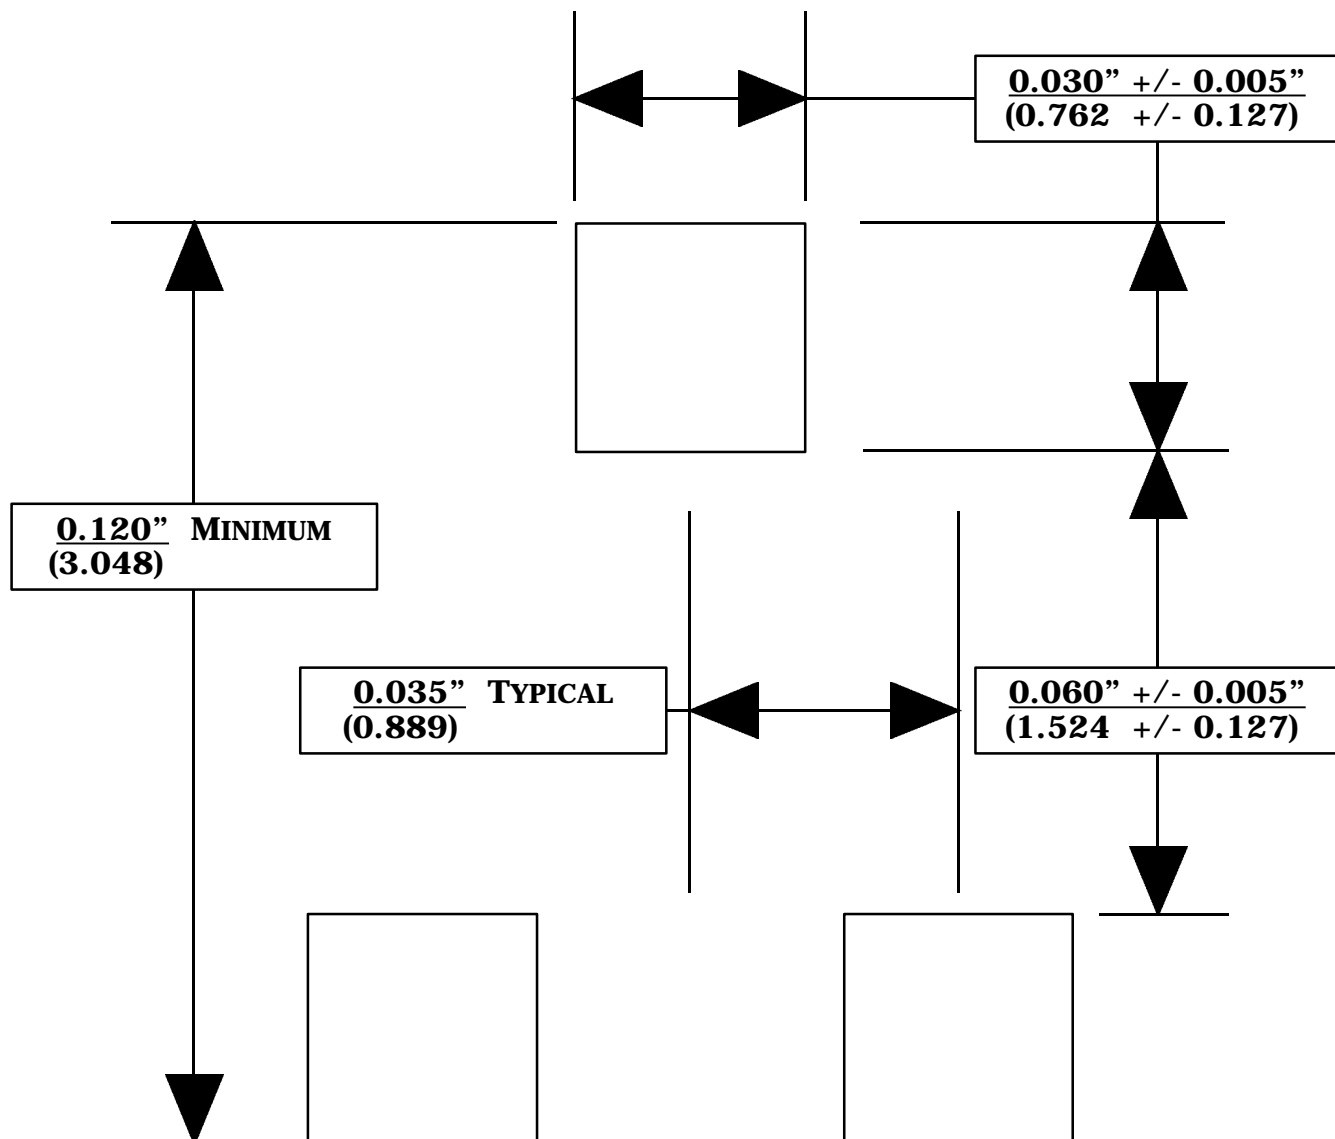 0.030” +/- 0.005”
(0.762 +/- 0.127)
0.120” MINIMUM
(3.048)
0.035” TYPICAL
(0.889)
0.060” +/- 0.005”
(1.524 +/- 0.127)